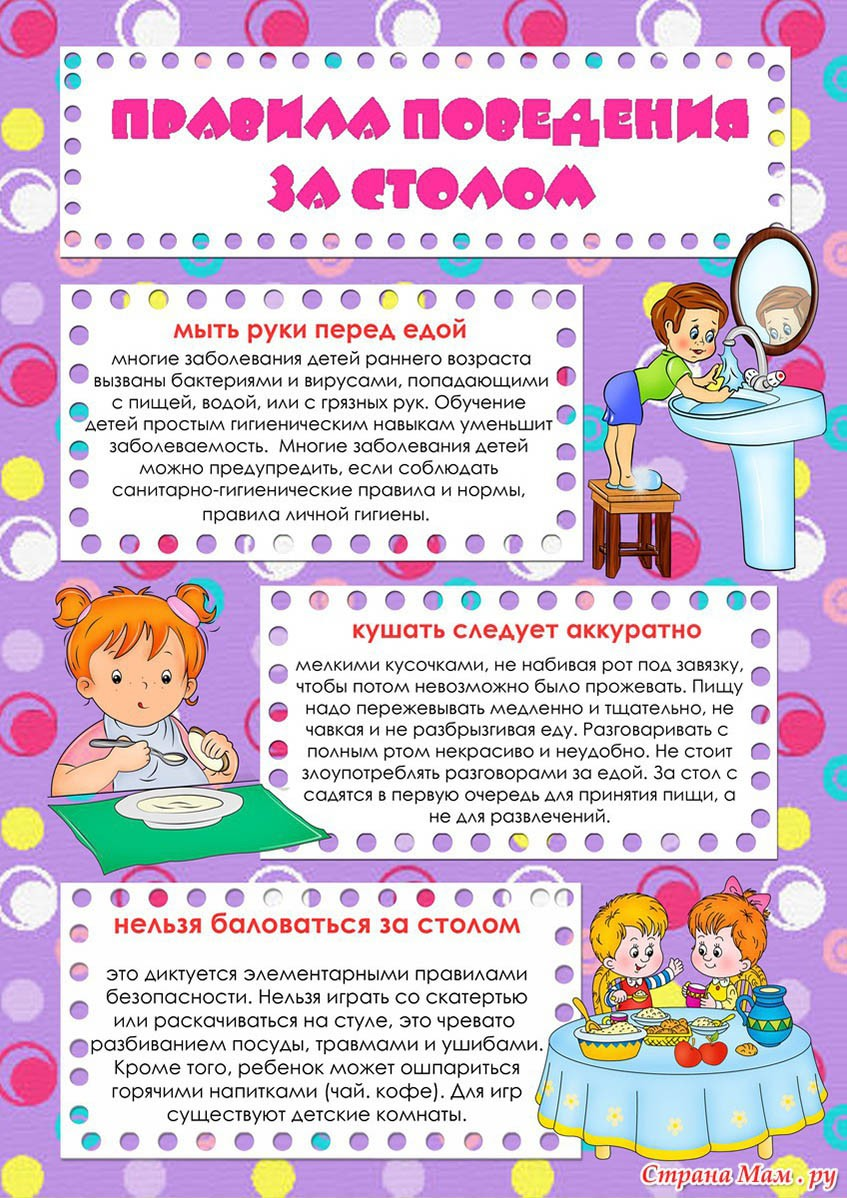 ПРАВИЛА ПОВЕДЕНИЯ
ЗА СТОЛОМ
мыть руки перед едой
многие заболевания детей раннего возраста
вызваны бактериями и вирусами, попадающими
с пищей, водой, или с грязных рук. Обучение
детей простым гигиеническим навыкам уменьшит
заболеваемость. Многие заболевания детей
можно предупредить, если соблюдать
санитарно-гигиенические правила и нормы,
правила личной гигиены.
кушать следует аккуратно
мелкими кусочками, не набивая рот под завязку,
чтобы потом невозможно было прожевать. Пищу
надо пережевывать медленно и тщательно, не
чавкая и не разбрызгивая еду. Разговаривать с
полным ртом некрасиво и неудобно. Не стоит
злоупотреблять разговорами за едой. За стол с
садятся в первую очередь для принятия пищи, а
не для развлечений.
нельзя баловаться за столом
это диктуется элементарными правилами
безопасности. Нельзя играть со скатертью
или раскачиваться на стуле, это чревато
разбиванием посуды, травмами и ушибами.
Кроме того, ребенок может ошпариться
горячими напитками (чай. кофе). Для игр
существуют детские комнаты.
Страна Мам . ру